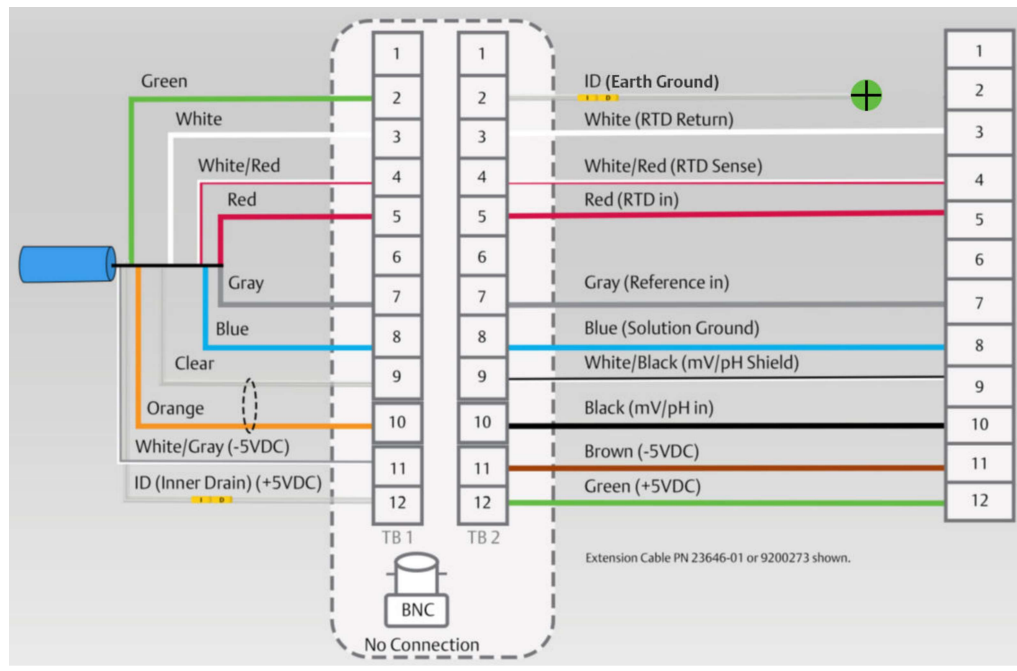 Green
White
White/Red
Red
Gray
Blue
Clear
Orange
White/Gray (-5VDC)
ID (Inner Drain) (+5VDC)
I D
1
2
3
4
5
6
7
8
9
10
11
12
TB 1
1
2
3
4
5
6
7
8
9
10
11
12
TB 2
BNC
No Connection
ID (Earth Ground)
I D
White (RTD Return)
White/Red (RTD Sense)
Red (RTD in)
Gray (Reference in)
Blue (Solution Ground)
White/Black (mV/pH Shield)
Black (mV/pH in)
Brown (-5VDC)
Green (+5VDC)
Extension Cable PN 23646-01 or 9200273 shown.
1
2
3
4
5
6
7
8
9
10
11
12